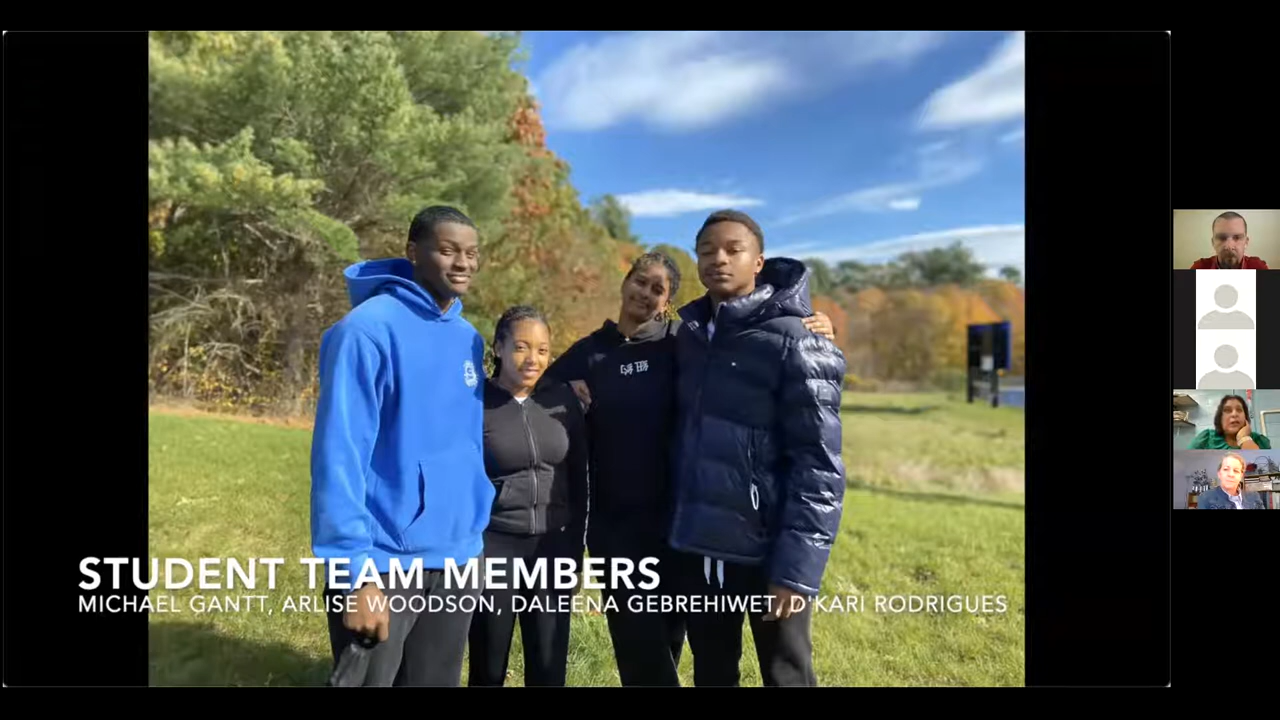 STUDENT TEAM MEMBERS
MICHAEL GANTT, ARLISE WOODSON, DALEENA GEBREHIWET, D'KARI RODRIGUES